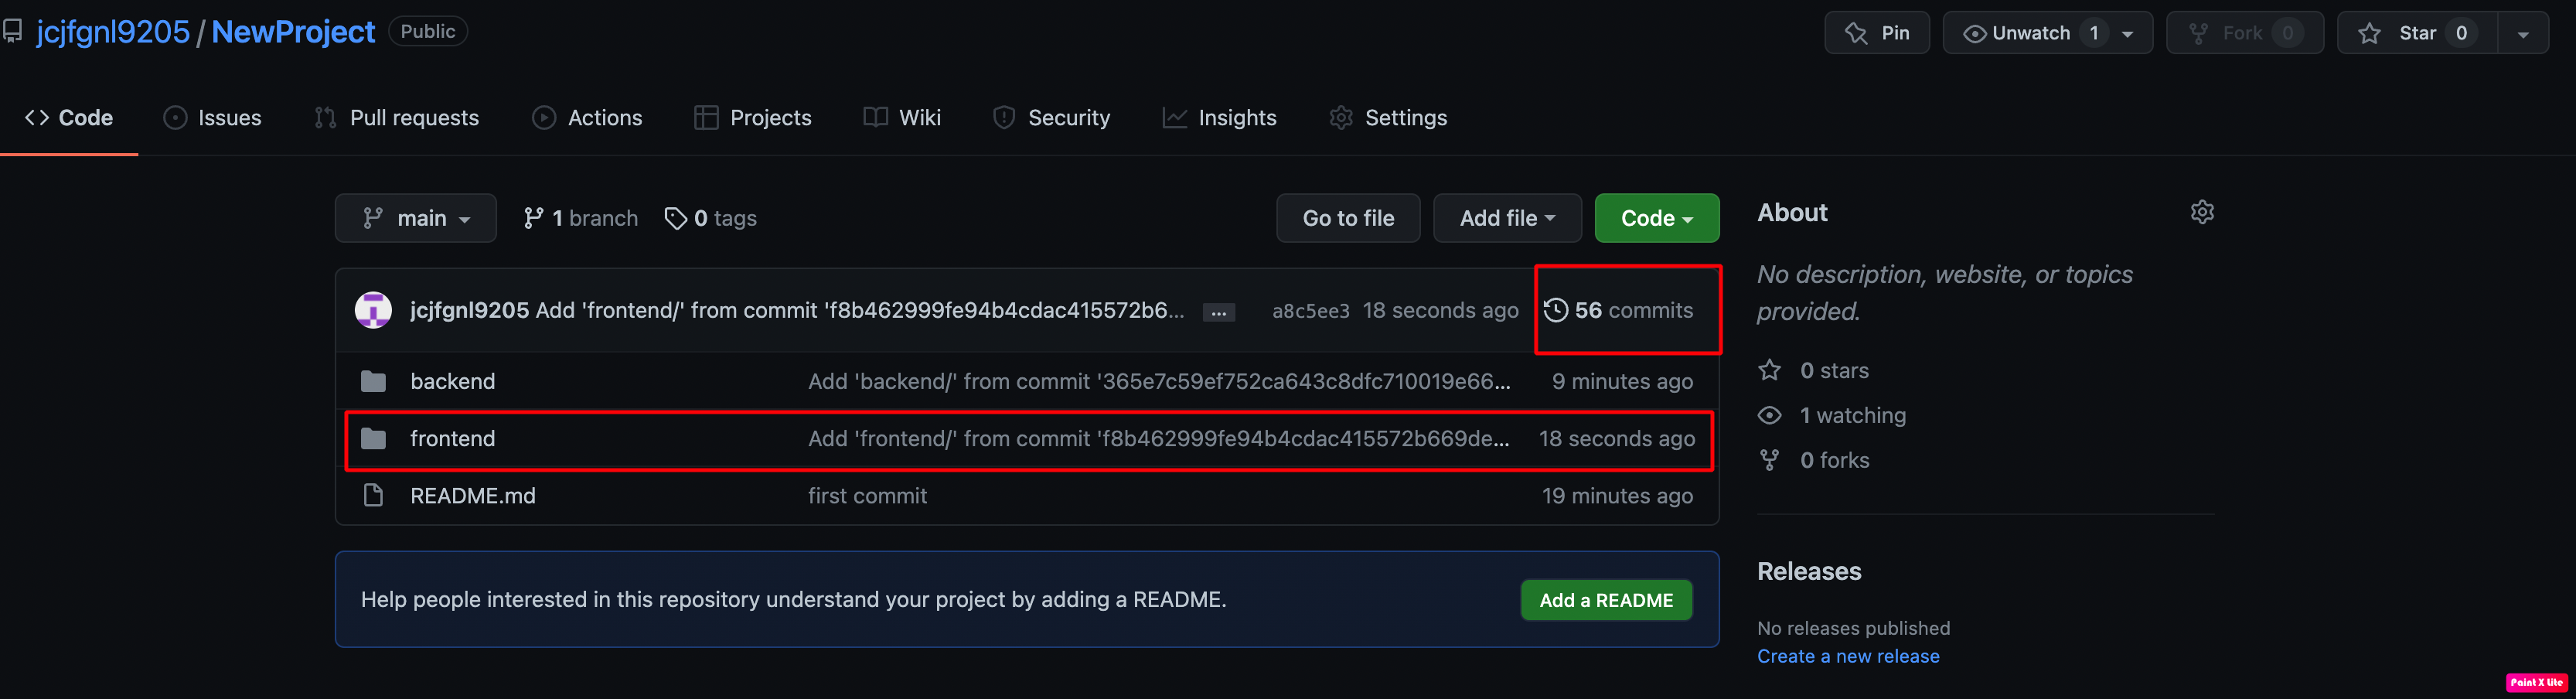 jcjfgnl9205 / NewProject Public
Pin Unwatch 1 Fork 0 Star 0
Code Issues Pull requests Actions Projects Wiki Security Insights Settings
main 1 branch 0 tags Go to file Add file Code
jcjfgnl9205 Add 'frontend/' from commit 'f8b462999fe94b4cdac415572b6... ... a8c5ee3 18 seconds ago 56 commits
backend Add 'backend/' from commit '365e7c59ef752ca643c8dfc710019e66... 9 minutes ago
frontend Add 'frontend/' from commit 'f8b462999fe94b4cdac415572b669de... 18 seconds ago
README.md first commit 19 minutes ago
Help people interested in this repository understand your project by adding a README. Add a README
About
No description, website, or topics
provided.
0 stars
1 watching
0 forks
Releases
No releases published
Create a new release
Paint X Lite